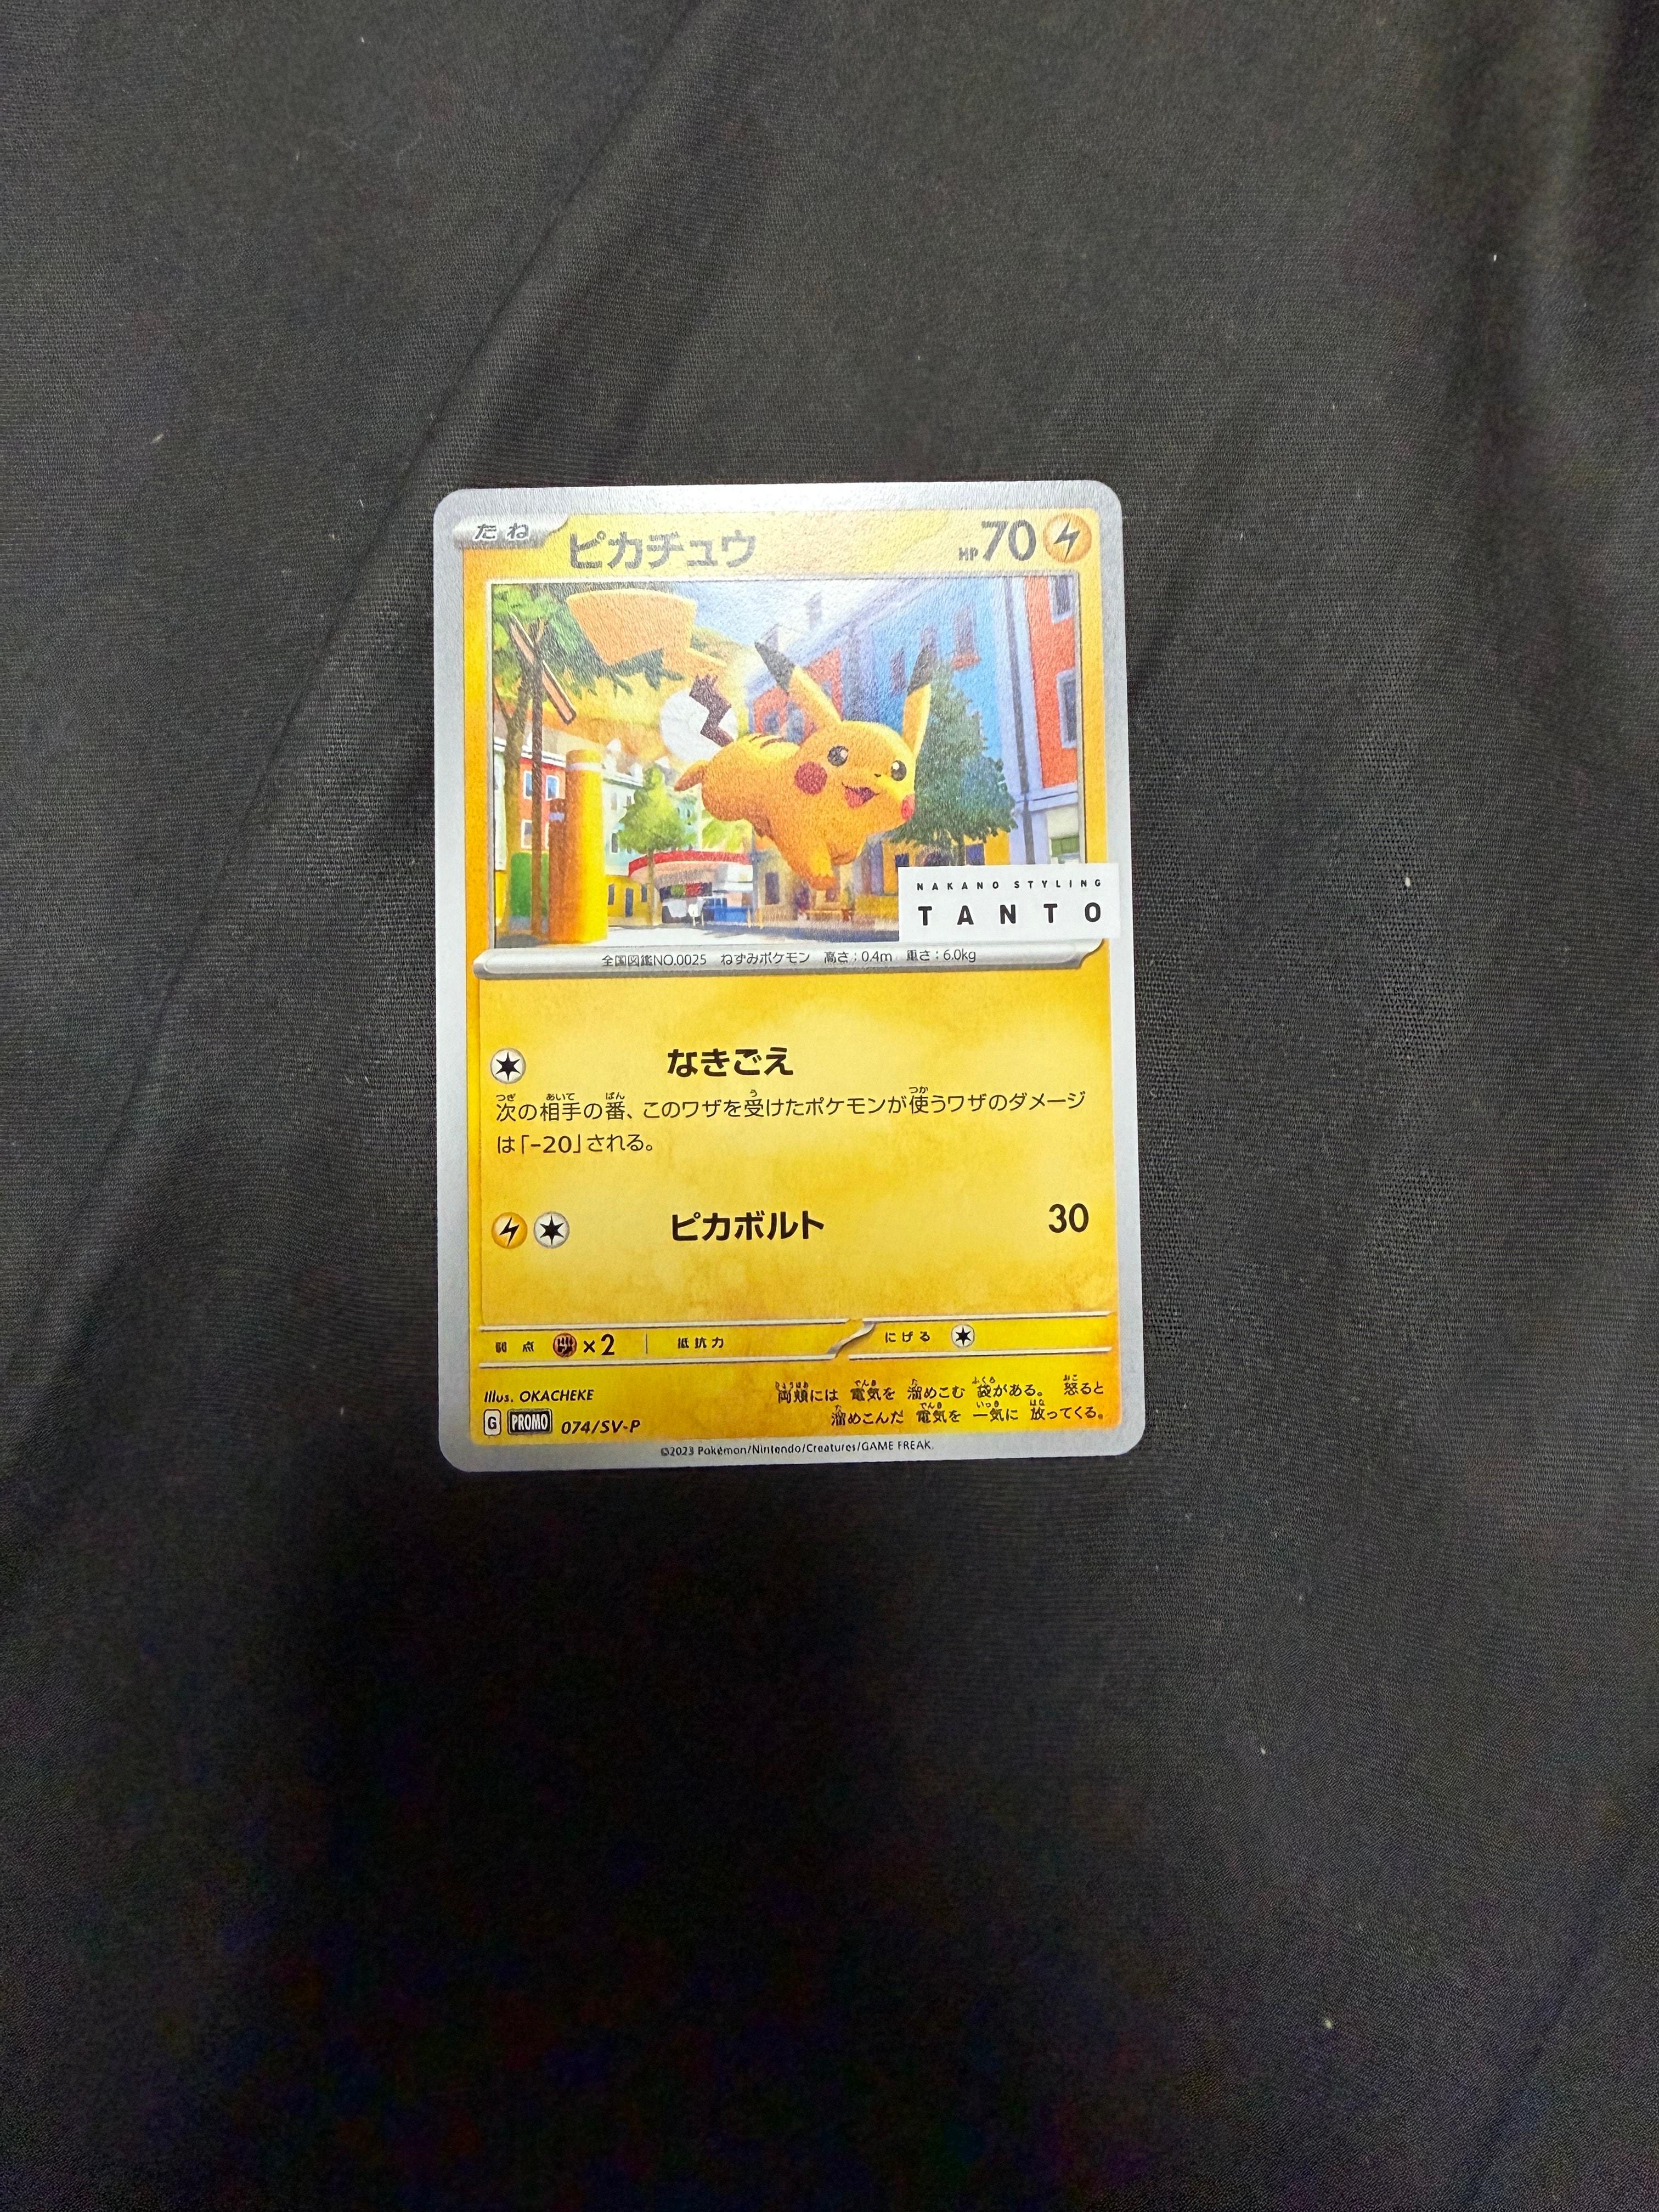 たね ピカチュウ HP70
NAKANO STYLING
TANTO
全国図鑑NO.0025 ねずみポケモン 高さ:0.4m 重さ:6.0kg
なきごえ
次の相手の番、このワザを受けたポケモンが使うワザのダメージ
は「-20」される。
ピカボルト 30
弱点 ×2 抵抗力 にげる
Illus. OKACHEKE
両頬には 電気を 溜めこむ 袋がある。 怒ると
溜めこんだ 電気を 一気に 放ってくる。
G PROMO 074/SV-P
©2023 Pokémon/Nintendo/Creatures/GAME FREAK.